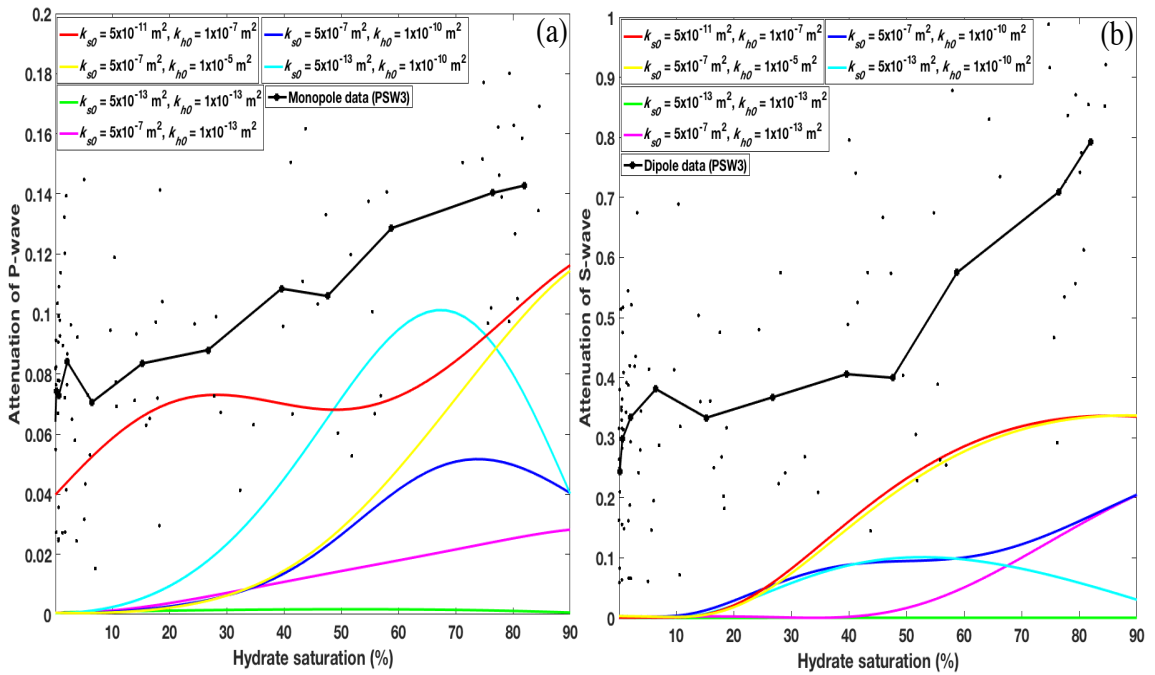 (a)
k_s0 = 5x10^-11 m^2, k_h0 = 1x10^-7 m^2
k_s0 = 5x10^-7 m^2, k_h0 = 1x10^-10 m^2
k_s0 = 5x10^-7 m^2, k_h0 = 1x10^-5 m^2
k_s0 = 5x10^-13 m^2, k_h0 = 1x10^-10 m^2
k_s0 = 5x10^-13 m^2, k_h0 = 1x10^-13 m^2
Monopole data (PSW3)
k_s0 = 5x10^-7 m^2, k_h0 = 1x10^-13 m^2
Attenuation of P-wave
0.2
0.18
0.16
0.14
0.12
0.1
0.08
0.06
0.04
0.02
0
10 20 30 40 50 60 70 80 90
Hydrate saturation (%)
(b)
k_s0 = 5x10^-11 m^2, k_h0 = 1x10^-7 m^2
k_s0 = 5x10^-7 m^2, k_h0 = 1x10^-10 m^2
k_s0 = 5x10^-7 m^2, k_h0 = 1x10^-5 m^2
k_s0 = 5x10^-13 m^2, k_h0 = 1x10^-10 m^2
k_s0 = 5x10^-13 m^2, k_h0 = 1x10^-13 m^2
k_s0 = 5x10^-7 m^2, k_h0 = 1x10^-13 m^2
Dipole data (PSW3)
Attenuation of S-wave
1
0.9
0.8
0.7
0.6
0.5
0.4
0.3
0.2
0.1
0
10 20 30 40 50 60 70 80 90
Hydrate saturation (%)